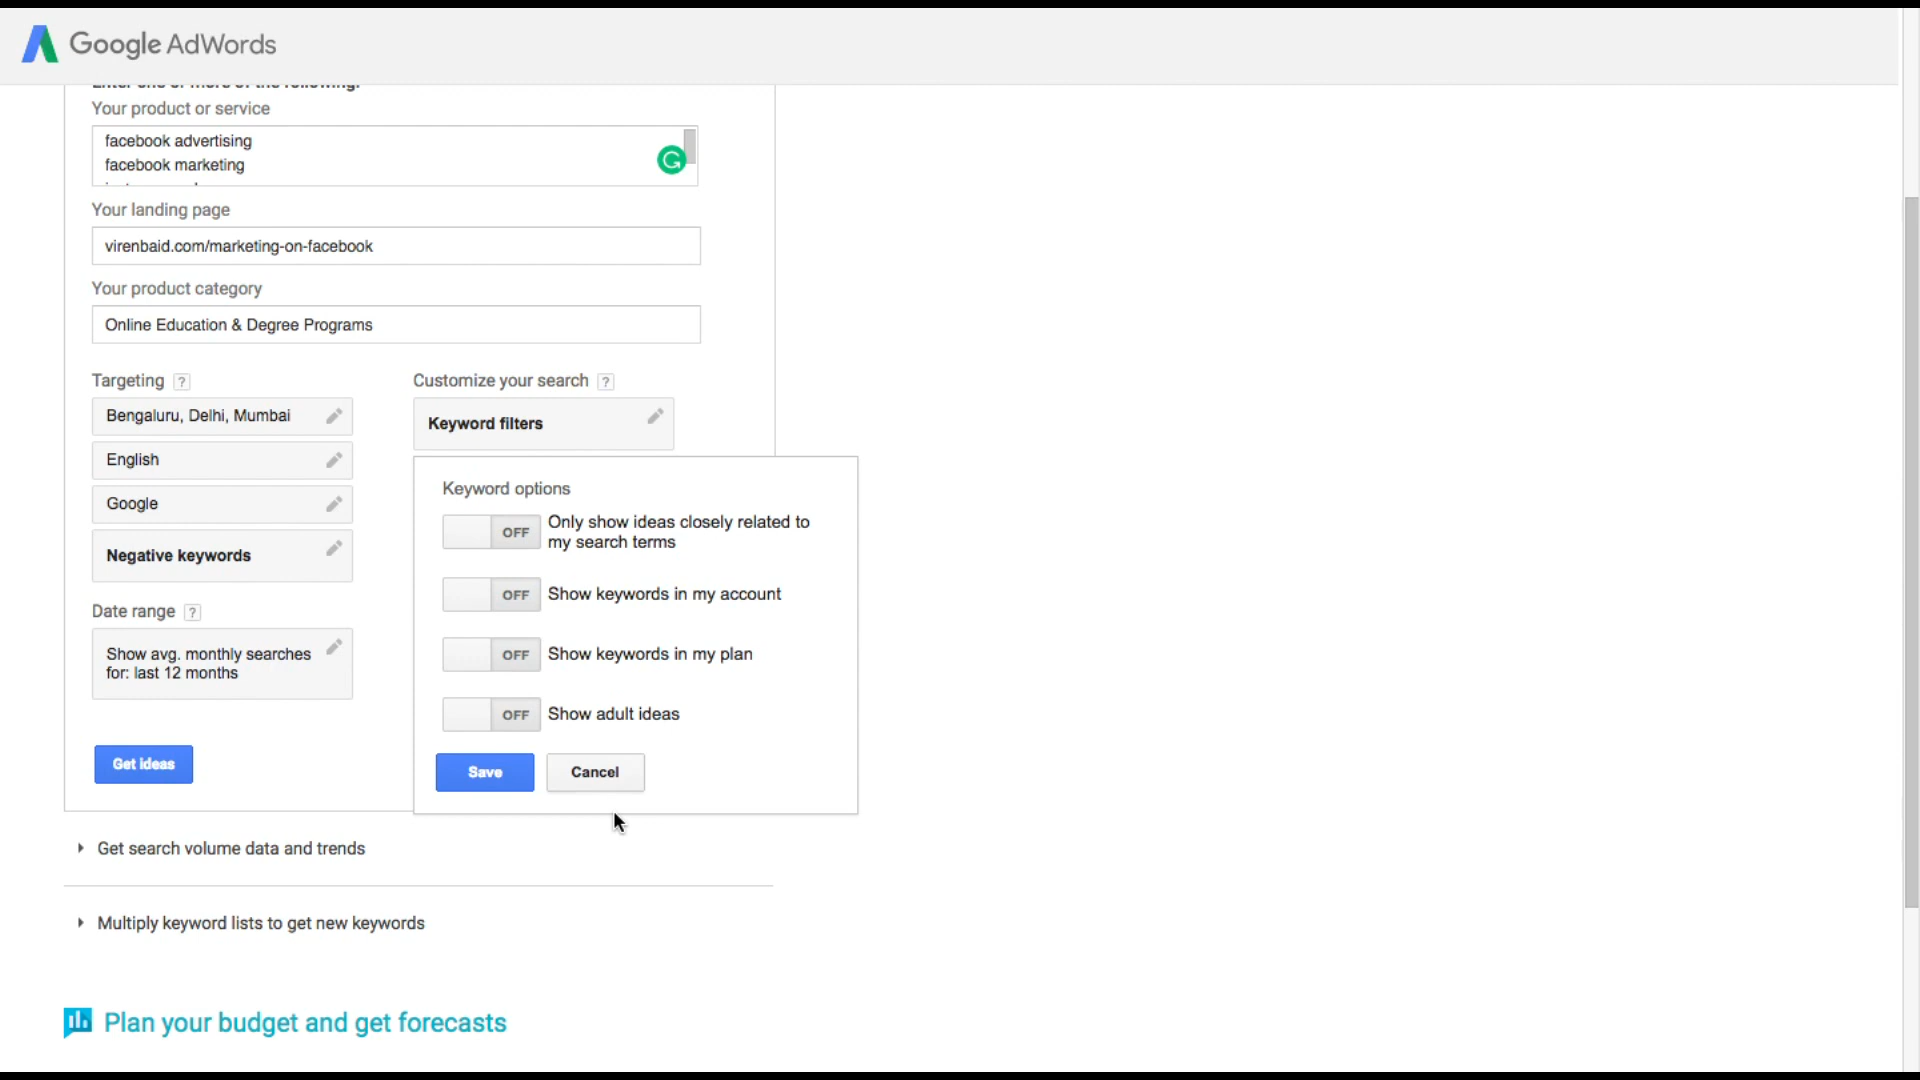 Google AdWords
Enter one or more of the following:
Your product or service
facebook advertising
facebook marketing
Your landing page
virenbaid.com/marketing-on-facebook
Your product category
Online Education & Degree Programs
Targeting ?
Customize your search ?
Bengaluru, Delhi, Mumbai
Keyword filters
English
Google
Negative keywords
Date range ?
Show avg. monthly searches
for: last 12 months
Get ideas
Keyword options
OFF Only show ideas closely related to
my search terms
OFF Show keywords in my account
OFF Show keywords in my plan
OFF Show adult ideas
Save Cancel
Get search volume data and trends
Multiply keyword lists to get new keywords
Plan your budget and get forecasts